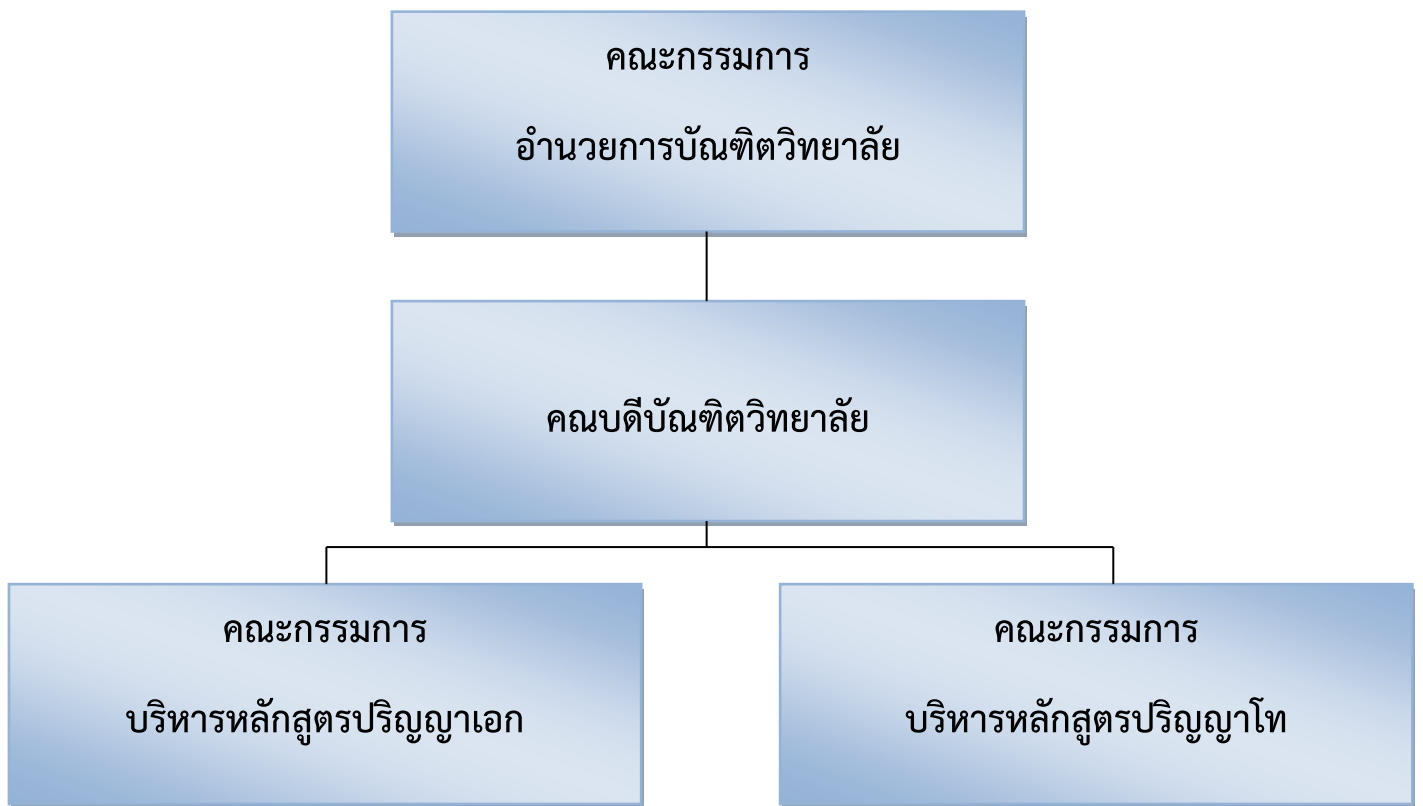 คณะกรรมการ
อำนวยการบัณฑิตวิทยาลัย
คณบดีบัณฑิตวิทยาลัย
คณะกรรมการ
บริหารหลักสูตรปริญญาเอก
คณะกรรมการ
บริหารหลักสูตรปริญญาโท